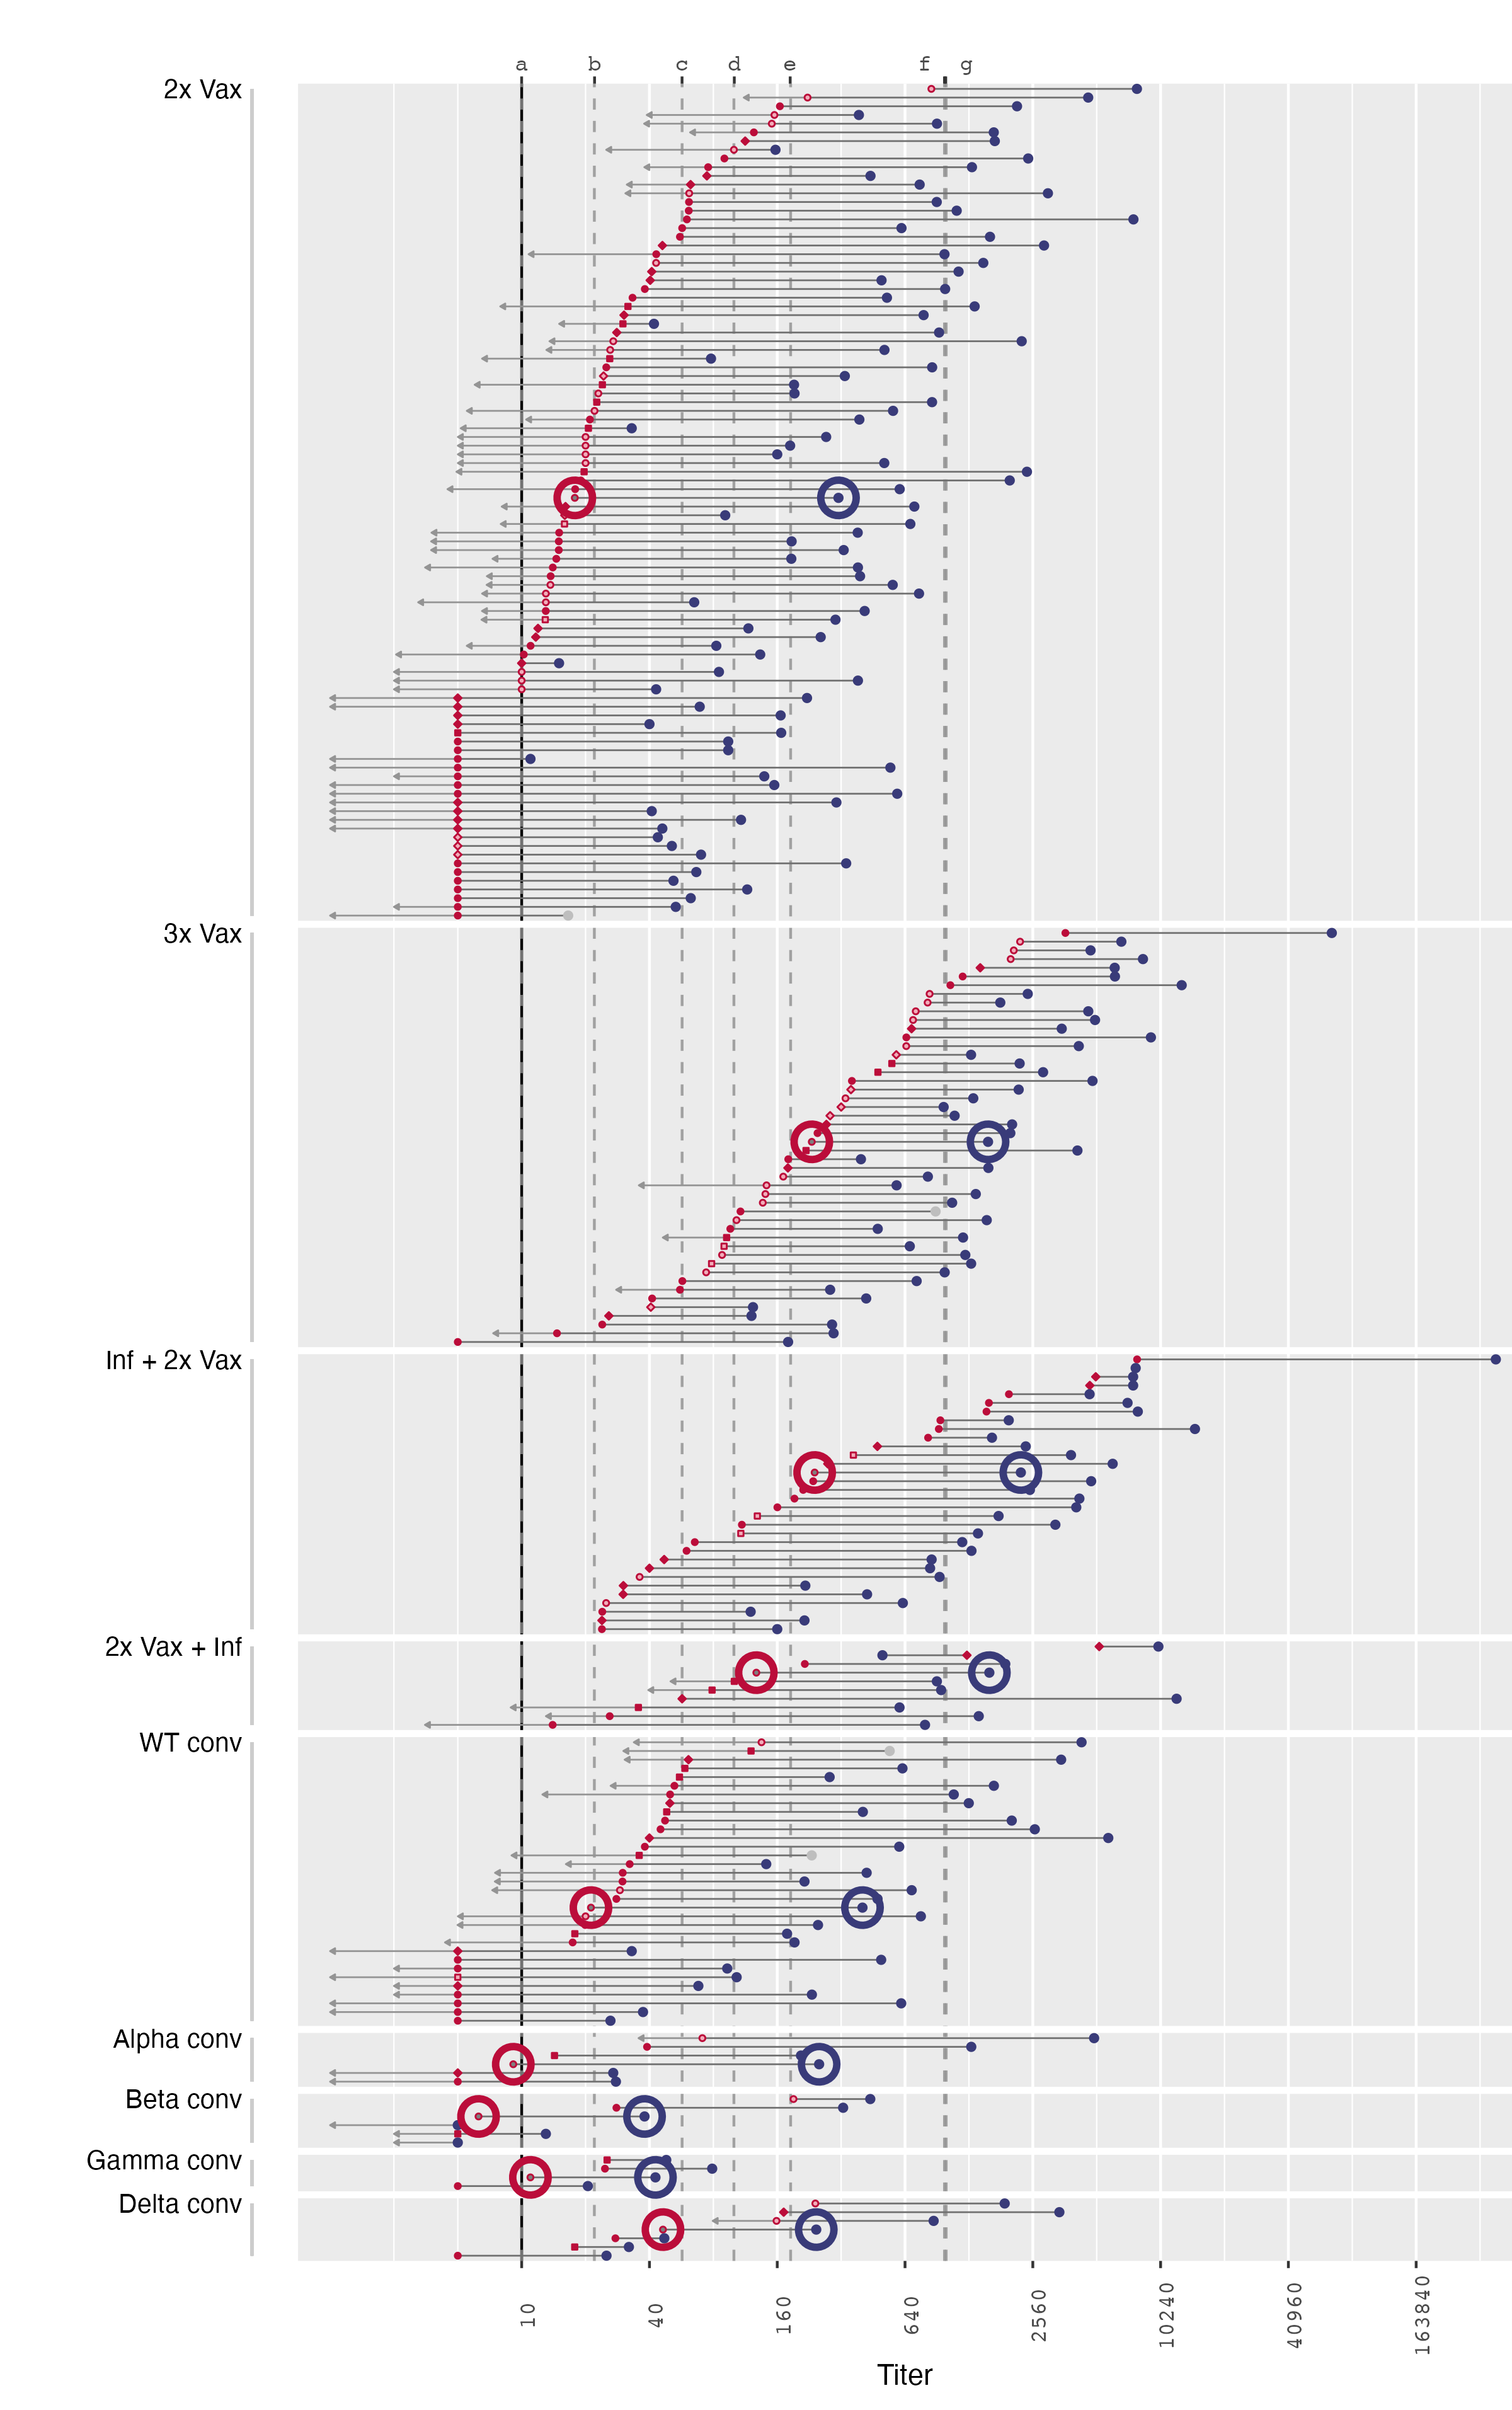 a b c d e f g
2x Vax
3x Vax
Inf + 2x Vax
2x Vax + Inf
WT conv
Alpha conv
Beta conv
Gamma conv
Delta conv
10 40 160 640 2560 10240 40960 163840
Titer